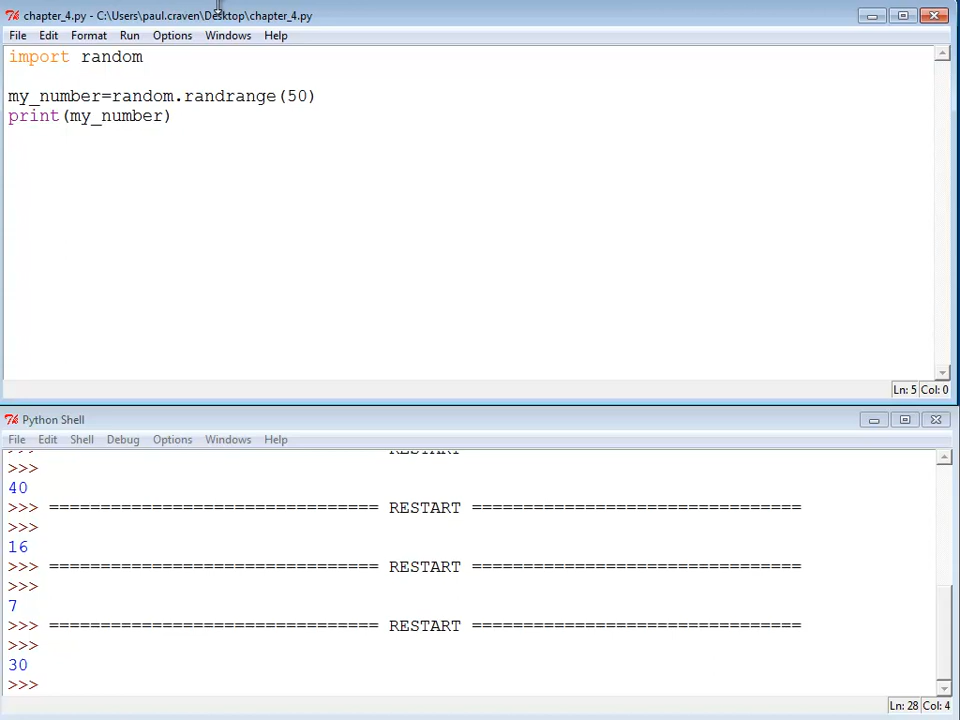 chapter_4.py - C:\Users\paul.craven\Desktop\chapter_4.py
File Edit Format Run Options Windows Help
import random
my_number=random.randrange(50)
print(my_number)
Ln: 5 Col: 0
Python Shell
File Edit Shell Debug Options Windows Help
>>> ================================ RESTART ================================
>>>
40
>>> ================================ RESTART ================================
>>>
16
>>> ================================ RESTART ================================
>>>
7
>>> ================================ RESTART ================================
>>>
30
>>>
Ln: 28 Col: 4